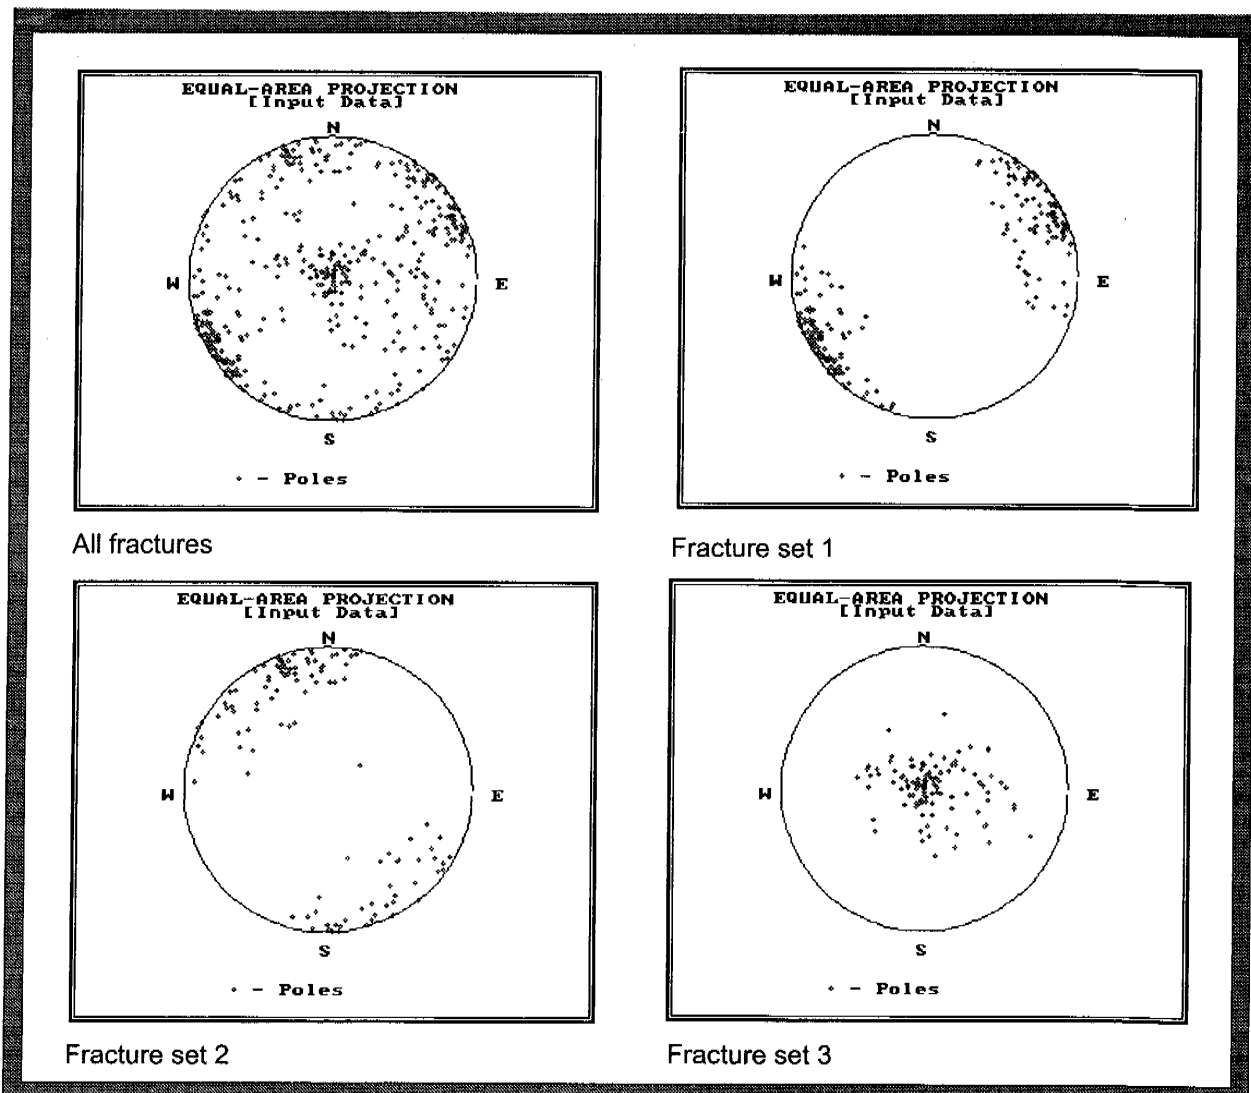 EQUAL-AREA PROJECTION
[Input Data]
N
W
E
S
- Poles
All fractures
EQUAL-AREA PROJECTION
[Input Data]
N
W
E
S
- Poles
Fracture set 1
EQUAL-AREA PROJECTION
[Input Data]
N
W
E
S
- Poles
Fracture set 2
EQUAL-AREA PROJECTION
[Input Data]
N
W
E
S
- Poles
Fracture set 3